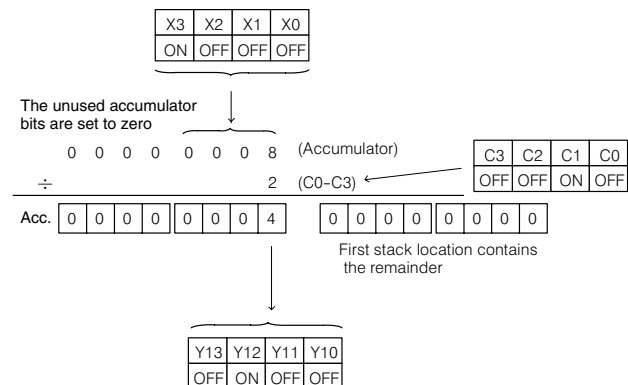 X3 X2 X1 X0
ON OFF OFF OFF
The unused accumulator
bits are set to zero
0 0 0 0 0 0 0 8 (Accumulator)
C3 C2 C1 C0
÷ 2 (C0-C3)
OFF OFF ON OFF
Acc. 0 0 0 0 0 0 0 4 0 0 0 0 0 0 0 0
First stack location contains
the remainder
Y13 Y12 Y11 Y10
OFF ON OFF OFF